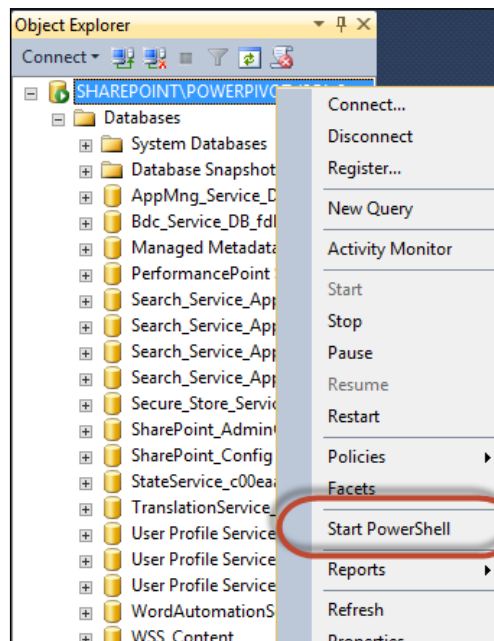 Object Explorer
Connect
SHAREPOINT\POWERPIVOT
Databases
System Databases
Database Snapshot
AppMng_Service_D
Bdc_Service_DB_fd
Managed Metadata
PerformancePoint
Search_Service_App
Search_Service_App
Search_Service_App
Search_Service_App
Secure_Store_Servic
SharePoint_Admin
SharePoint_Config
StateService_c00ea
TranslationService_
User Profile Service
User Profile Service
User Profile Service
WordAutomationS
WSS_Content
Connect...
Disconnect
Register...
New Query
Activity Monitor
Start
Stop
Pause
Resume
Restart
Policies
Facets
Start PowerShell
Reports
Refresh
Properties